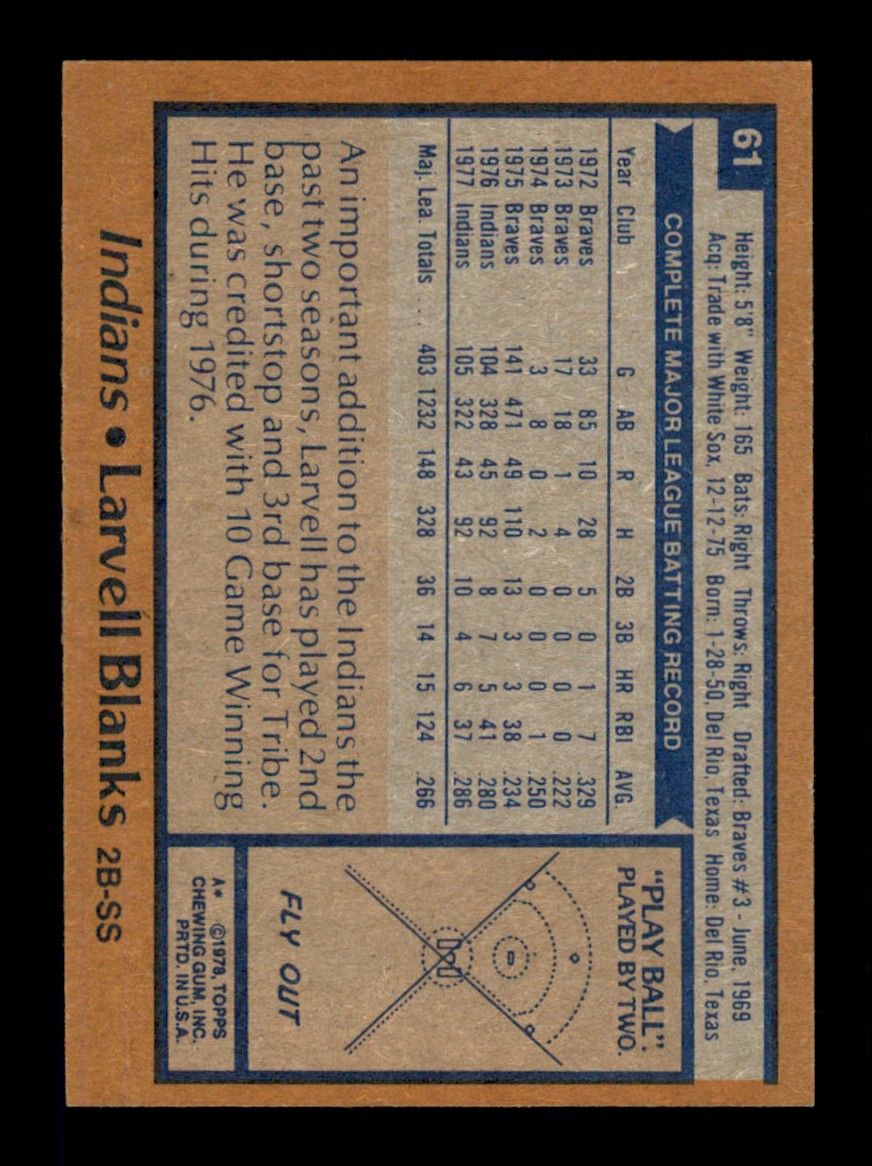 61
Height: 5'8" Weight: 165 Bats: Right Throws: Right Drafted: Braves #3 - June, 1969
Acq: Trade with White Sox, 12-12-75 Born: 1-28-50, Del Rio, Texas Home: Del Rio, Texas
COMPLETE MAJOR LEAGUE BATTING RECORD
Year Club G AB R H 2B 3B HR RBI AVG.
1972 Braves 33 85 10 28 5 0 1 7 .329
1973 Braves 17 18 1 4 0 0 0 0 .222
1974 Braves 3 8 0 2 0 0 0 1 .250
1975 Braves 141 471 49 110 13 3 3 38 .234
1976 Indians 104 328 45 92 8 7 5 41 .280
1977 Indians 105 322 43 92 10 4 6 37 .286
Maj. Lea. Totals .... 403 1232 148 328 36 14 15 124 .266
An important addition to the Indians the
past two seasons, Larvell has played 2nd
base, shortstop and 3rd base for Tribe.
He was credited with 10 Game Winning
Hits during 1976.
"PLAY BALL".
PLAYED BY TWO.
FLY OUT
A* ©1978, TOPPS
CHEWING GUM, INC.
PRTD. IN U.S.A.
Indians • Larvell Blanks 2B-SS